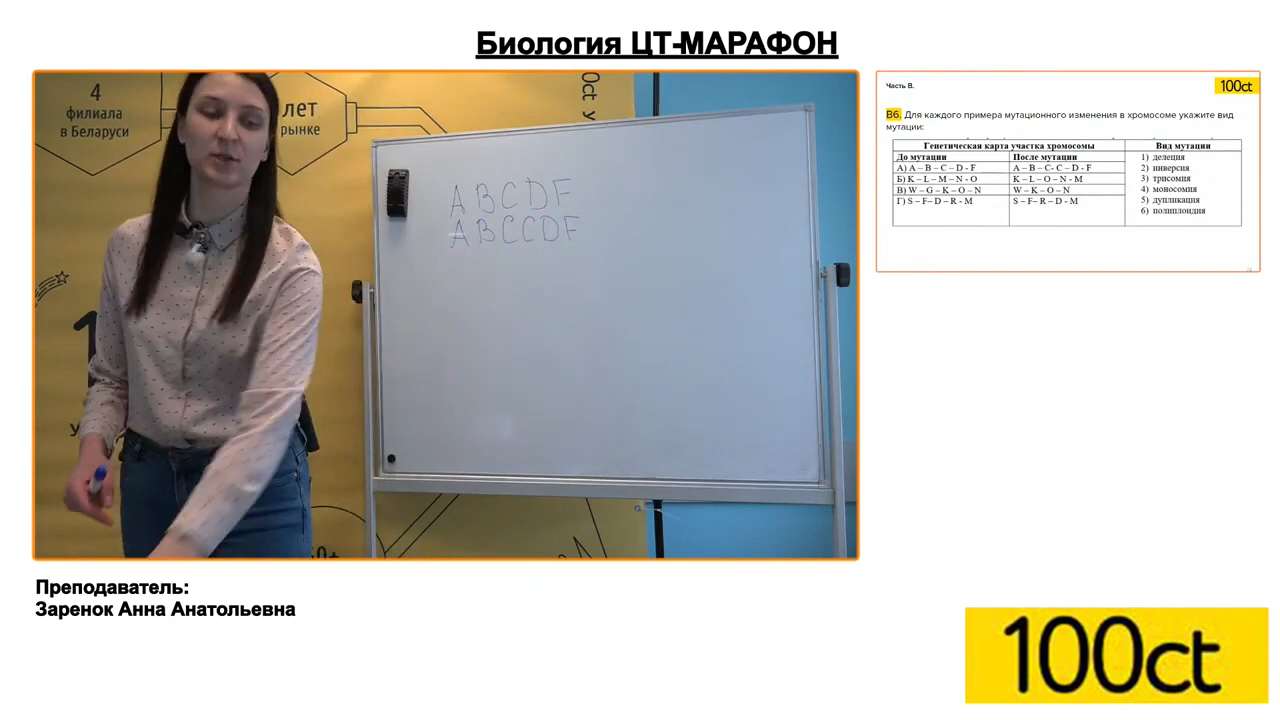 Биология ЦТ-МАРАФОН
4
филиала
в Беларуси
лет
рынке
100ct у
ABCDF
ABCCDF
50+
Часть В.
100ct
В6. Для каждого примера мутационного изменения в хромосоме укажите вид
мутации:
Генетическая карта участка хромосомы Вид мутации
До мутации После мутации
1) делеция
А) A – B – C – D - F A – B – C- C – D - F
2) инверсия
Б) K – L – M – N - O K – L – O – N - M
3) трисомия
В) W – G – K – O – N W – K – O – N
4) моносомия
Г) S – F– D – R - M S – F– R – D - M
5) дупликация
6) полиплоидия
Преподаватель:
Заренок Анна Анатольевна
100ct